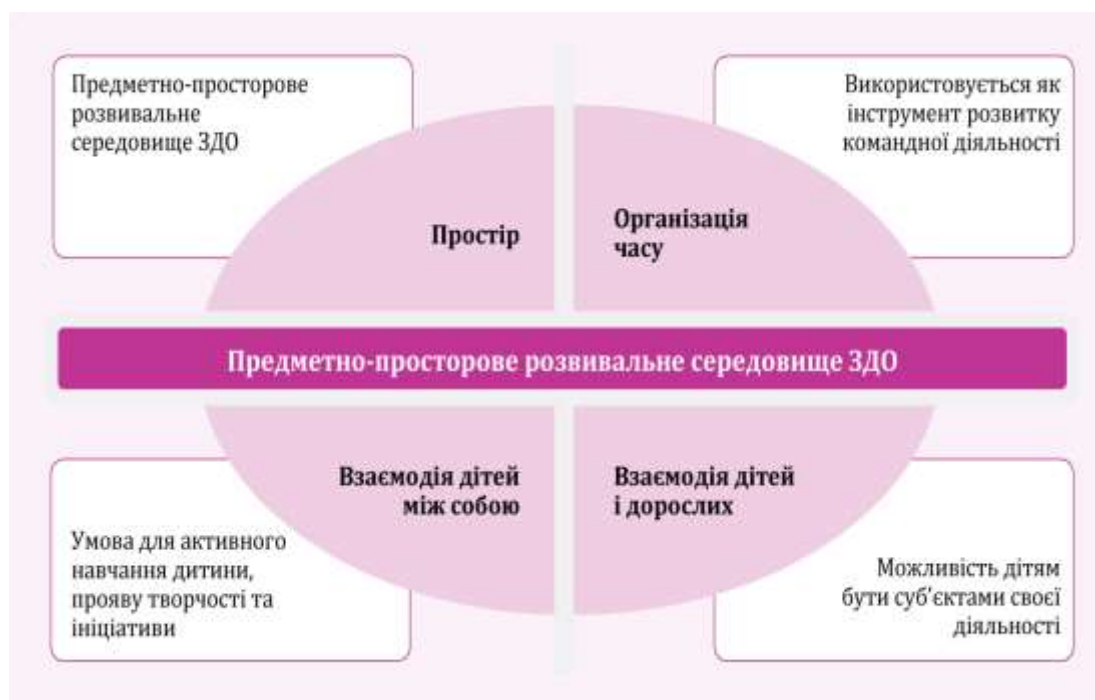 Предметно-просторове
розвивальне
середовище ЗДО
Використовується як
інструмент розвитку
командної діяльності
Простір
Організація
часу
Предметно-просторове розвивальне середовище ЗДО
Взаємодія дітей
між собою
Взаємодія дітей
і дорослих
Умова для активного
навчання дитини,
прояву творчості та
ініціативи
Можливість дітям
бути суб’єктами своєї
діяльності